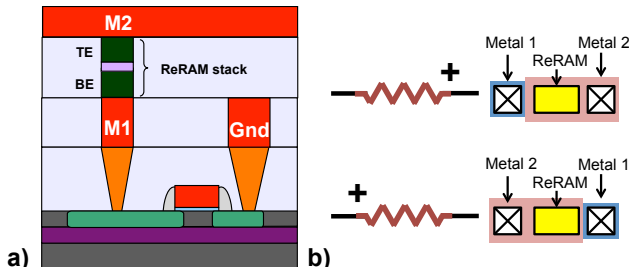 M2
TE
BE
ReRAM stack
M1
Gnd
a)
+
Metal 1
Metal 2
ReRAM
+
Metal 2
Metal 1
ReRAM
b)